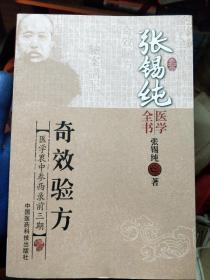 张锡纯
医学
全书
张锡纯 著
奇效验方
【医学衷中参西录前三期】
中国医药科技出版社